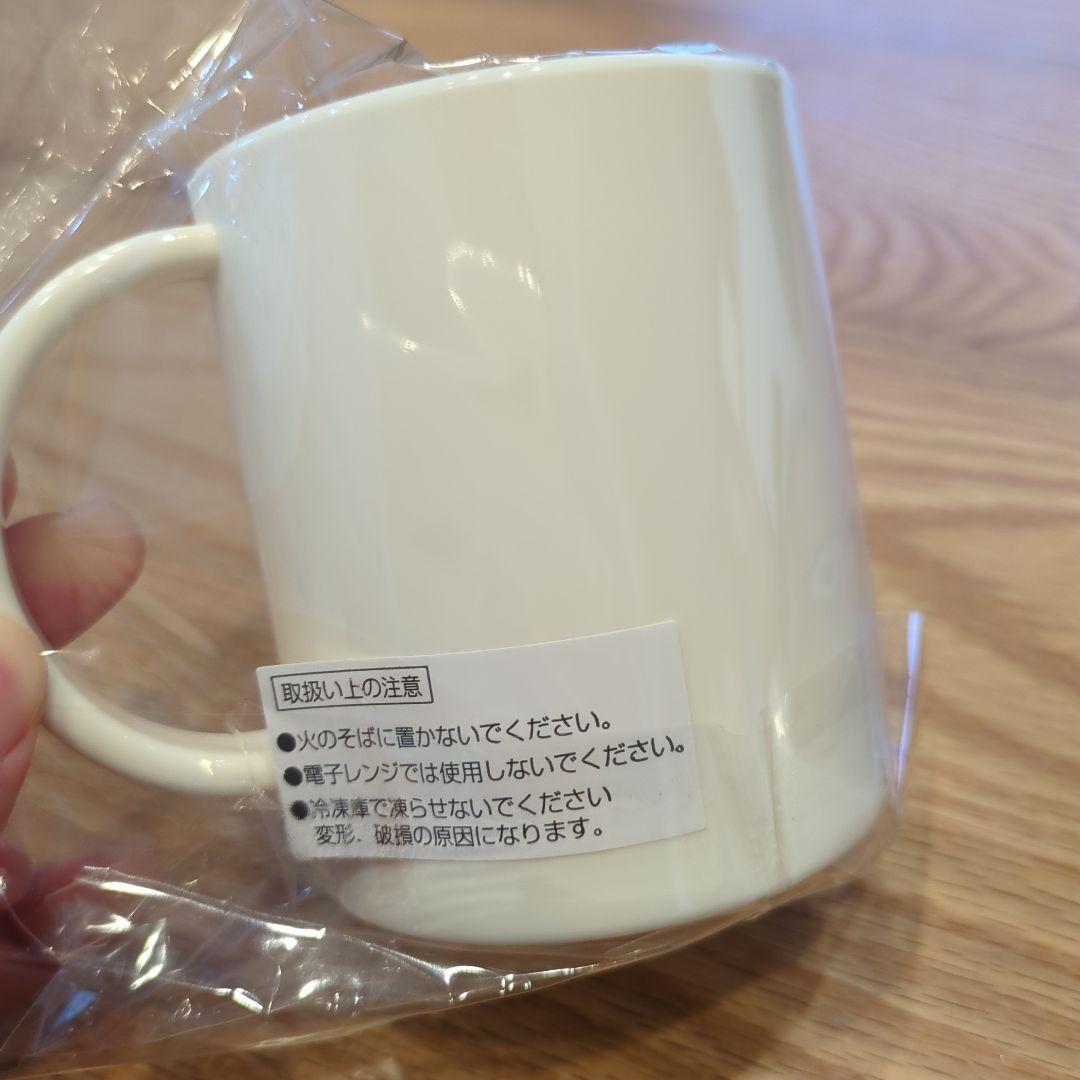 取扱い上の注意
●火のそばに置かないでください。
●電子レンジでは使用しないでください。
●冷凍庫で凍らせないでください
変形、破損の原因になります。